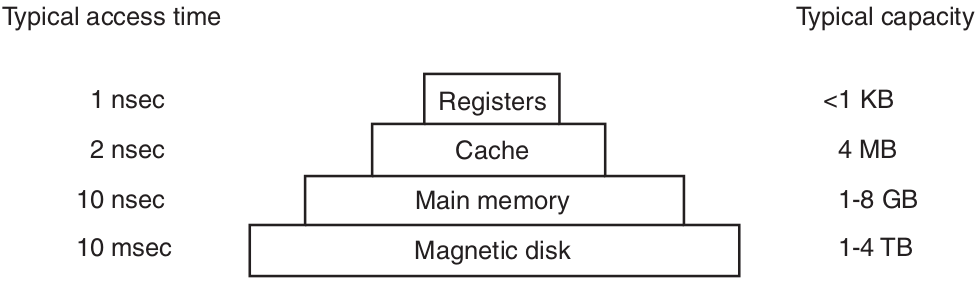 Typical access time Typical capacity
1 nsec Registers <1 KB
2 nsec Cache 4 MB
10 nsec Main memory 1-8 GB
10 msec Magnetic disk 1-4 TB